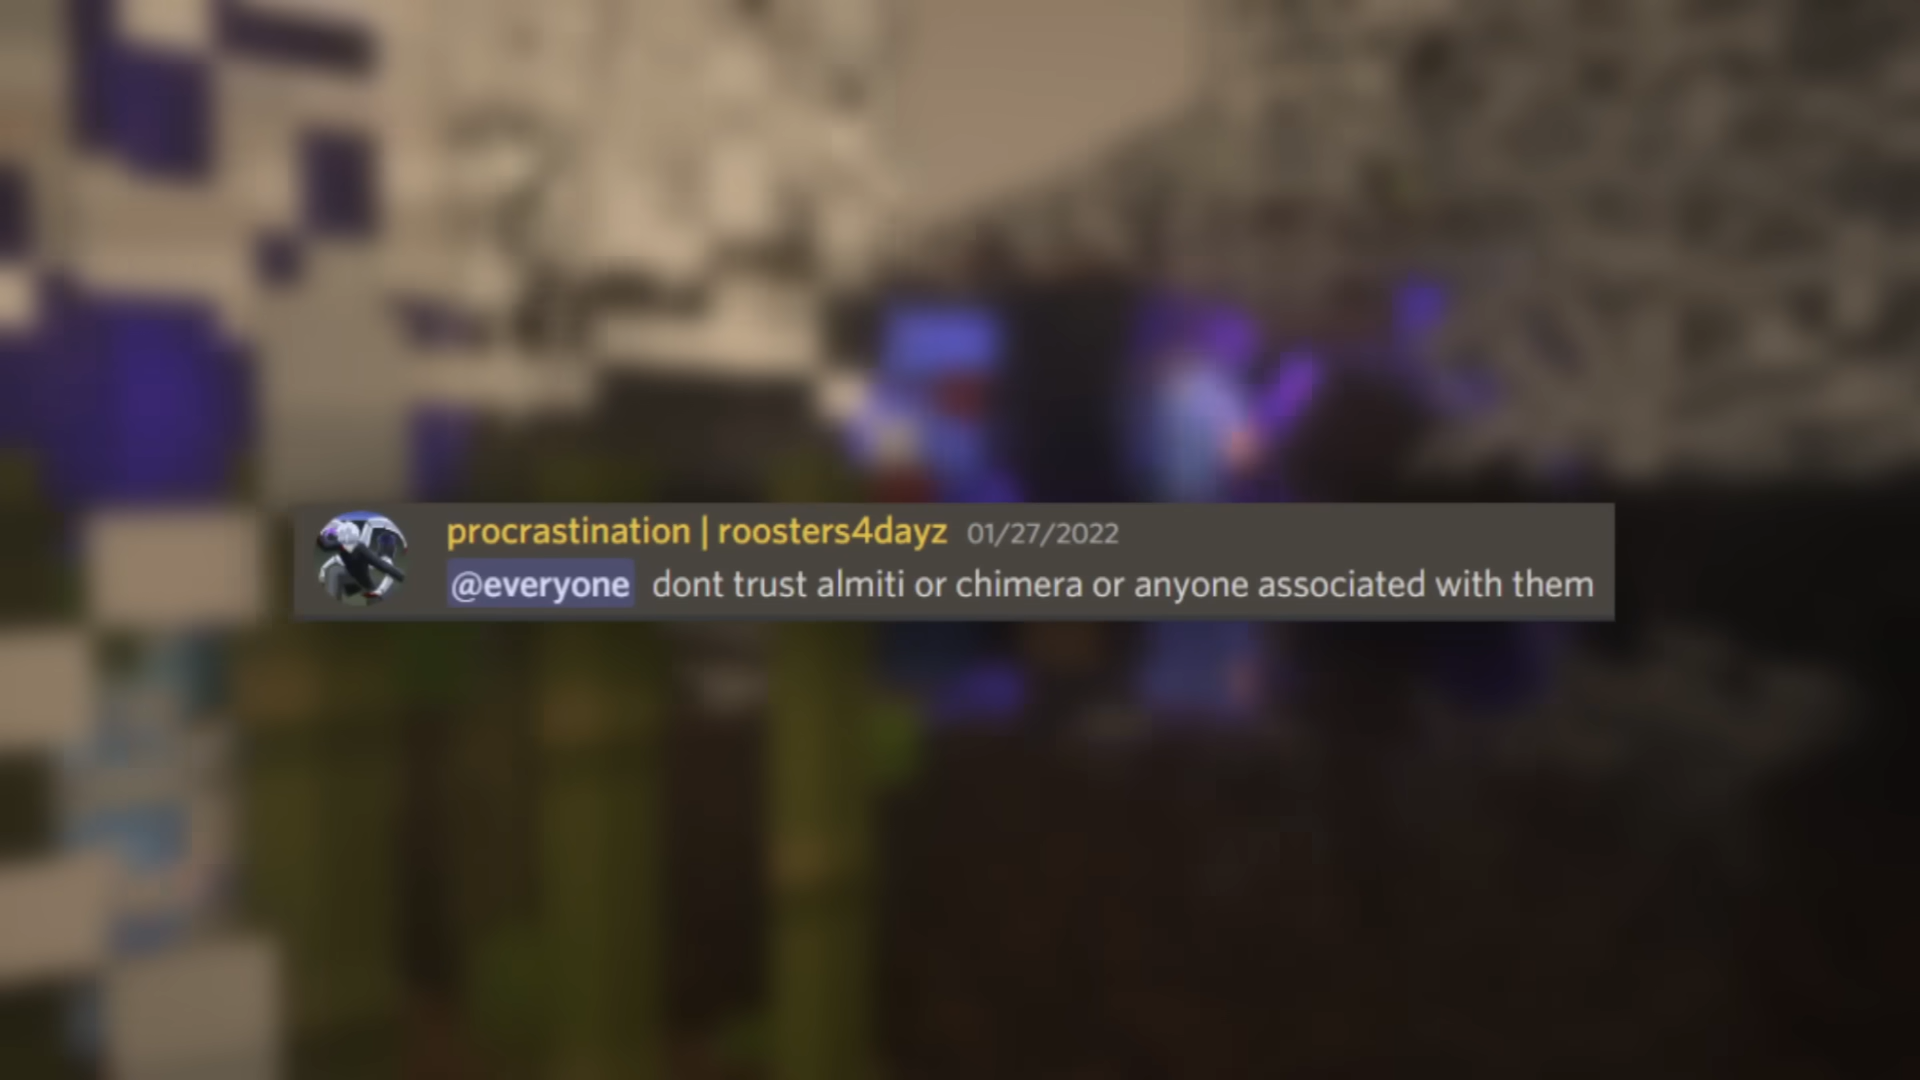 procrastination | roosters4dayz 01/27/2022
@everyone dont trust almiti or chimera or anyone associated with them